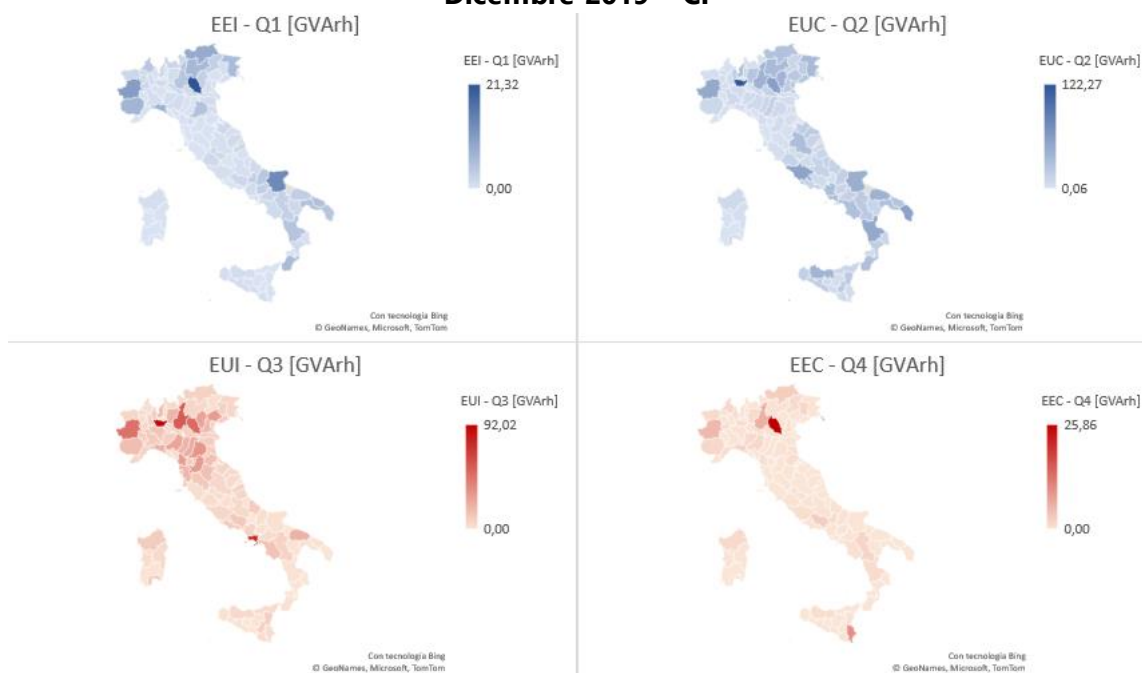 EEI - Q1 [GVArh]
EEI - Q1 [GVArh]
21,32
0,00
Con tecnologia Bing
© GeoNames, Microsoft, TomTom
EUC - Q2 [GVArh]
EUC - Q2 [GVArh]
122,27
0,06
Con tecnologia Bing
© GeoNames, Microsoft, TomTom
EUI - Q3 [GVArh]
EUI - Q3 [GVArh]
92,02
0,00
Con tecnologia Bing
© GeoNames, Microsoft, TomTom
EEC - Q4 [GVArh]
EEC - Q4 [GVArh]
25,86
0,00
Con tecnologia Bing
© GeoNames, Microsoft, TomTom